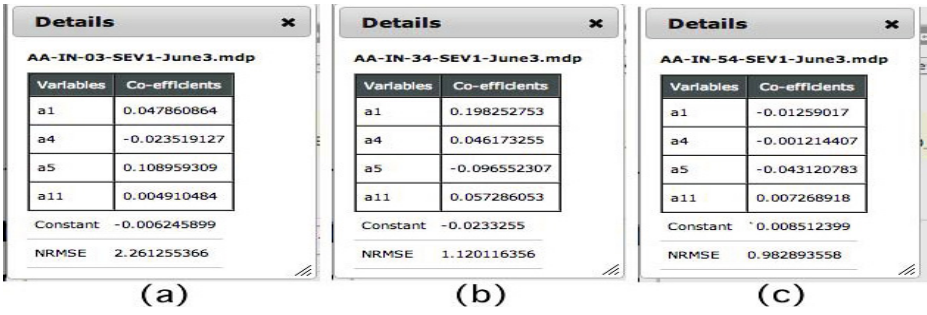 Details ×
AA-IN-03-SEV1-June3.mdp
Variables Co-efficients
a1 0.047860864
a4 -0.023519127
a5 0.108959309
a11 0.004910484
Constant -0.006245899
NRMSE 2.261255366
(a)
Details ×
AA-IN-34-SEV1-June3.mdp
Variables Co-efficients
a1 0.198252753
a4 0.046173255
a5 -0.096552307
a11 0.057286053
Constant -0.0233255
NRMSE 1.120116356
(b)
Details ×
AA-IN-54-SEV1-June3.mdp
Variables Co-efficients
a1 -0.01259017
a4 -0.001214407
a5 -0.043120783
a11 0.007268918
Constant `0.008512399
NRMSE 0.982893558
(c)